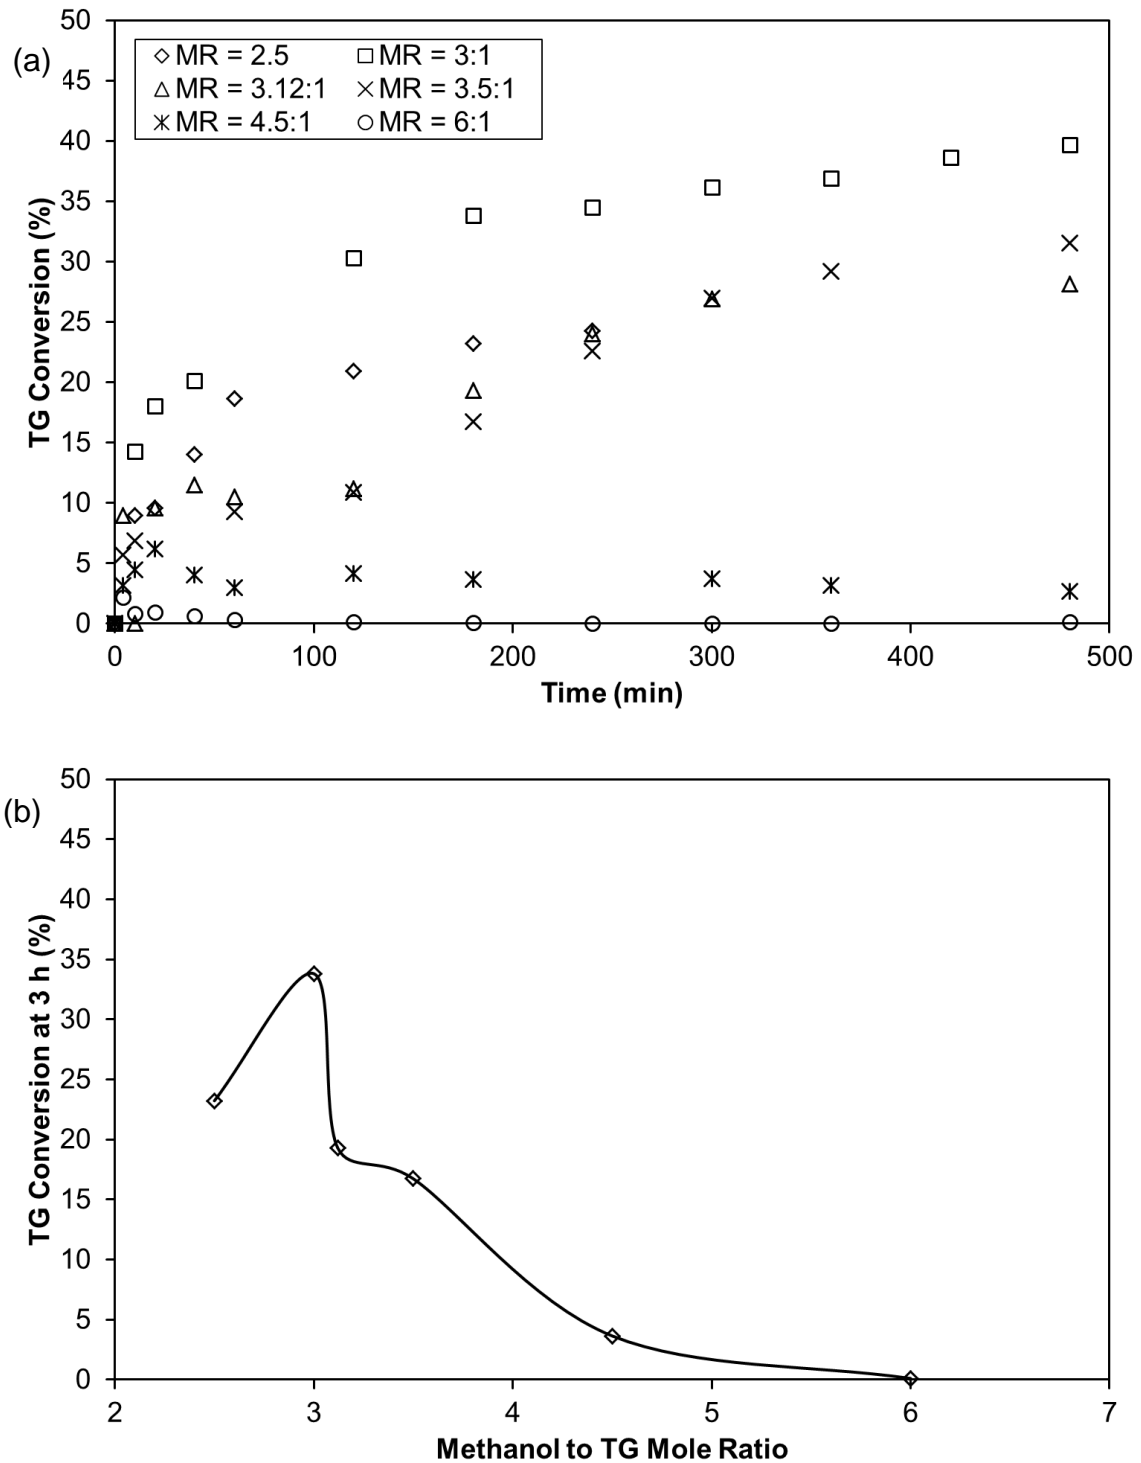 (a)
50
45
40
35
30
25
20
15
10
5
0
TG Conversion (%)
MR = 2.5 MR = 3:1
MR = 3.12:1 MR = 3.5:1
MR = 4.5:1 MR = 6:1
0 100 200 300 400 500
Time (min)
(b)
50
45
40
35
30
25
20
15
10
5
0
TG Conversion at 3 h (%)
2 3 4 5 6 7
Methanol to TG Mole Ratio